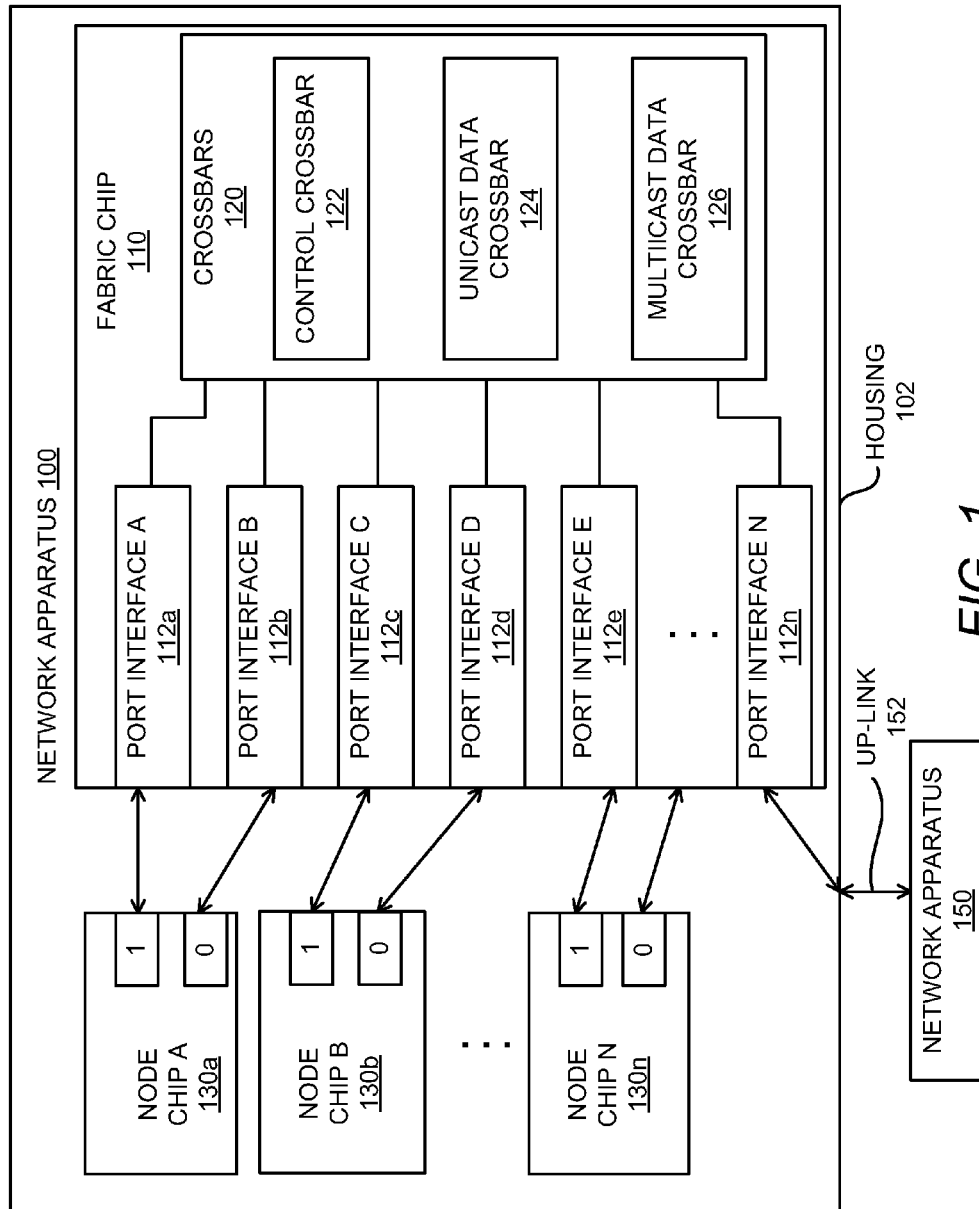 NETWORK APPARATUS 100
FABRIC CHIP
110
CROSSBARS
120
CONTROL CROSSBAR
122
UNICAST DATA
CROSSBAR
124
MULTIICAST DATA
CROSSBAR
126
PORT INTERFACE A
112a
PORT INTERFACE B
112b
PORT INTERFACE C
112c
PORT INTERFACE D
112d
PORT INTERFACE E
112e
. . .
PORT INTERFACE N
112n
1
0
NODE
CHIP A
130a
1
0
NODE
CHIP B
130b
. . .
1
0
NODE
CHIP N
130n
HOUSING
102
UP-LINK
152
NETWORK APPARATUS
150
FIG. 1